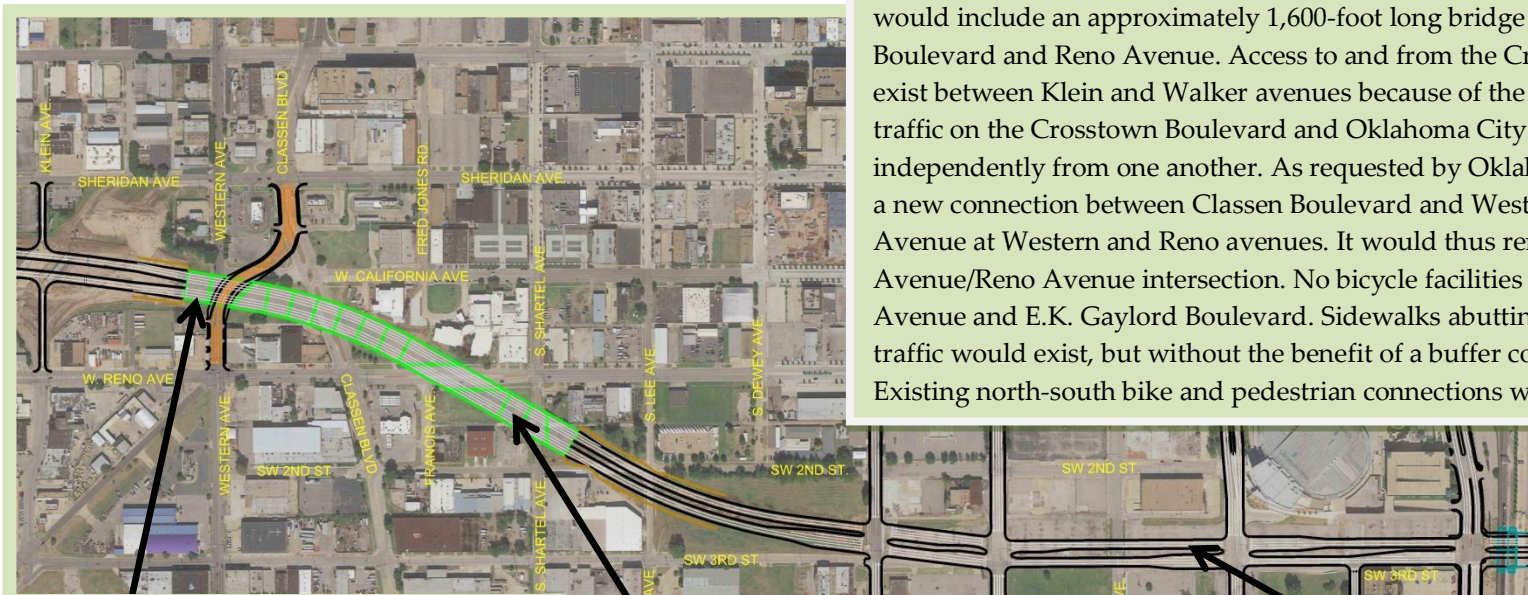 would include an approximately 1,600-foot long bridge
Boulevard and Reno Avenue. Access to and from the Cr
exist between Klein and Walker avenues because of the
traffic on the Crosstown Boulevard and Oklahoma City
independently from one another. As requested by Oklal
a new connection between Classen Boulevard and West
Avenue at Western and Reno avenues. It would thus re
Avenue/Reno Avenue intersection. No bicycle facilities
Avenue and E.K. Gaylord Boulevard. Sidewalks abuttin
traffic would exist, but without the benefit of a buffer co
Existing north-south bike and pedestrian connections w
KLEIN AVE.
CLASSEN BLVD
WESTERN AVE.
FRED JONES RD
SHERIDAN AVE.
SHERIDAN AVE.
S. SHARTEL AVE.
W. CALIFORNIA AVE.
S. LEE AVE.
S. DEWEY AVE.
W. RENO AVE.
CLASSEN BLVD
FRANCIS AVE.
WESTERN AVE.
SW 2ND ST.
SW 2ND ST.
SW 2ND ST.
S. SHARTEL AVE.
SW 3RD ST.
AVE.
VE.
SW 3RD ST.